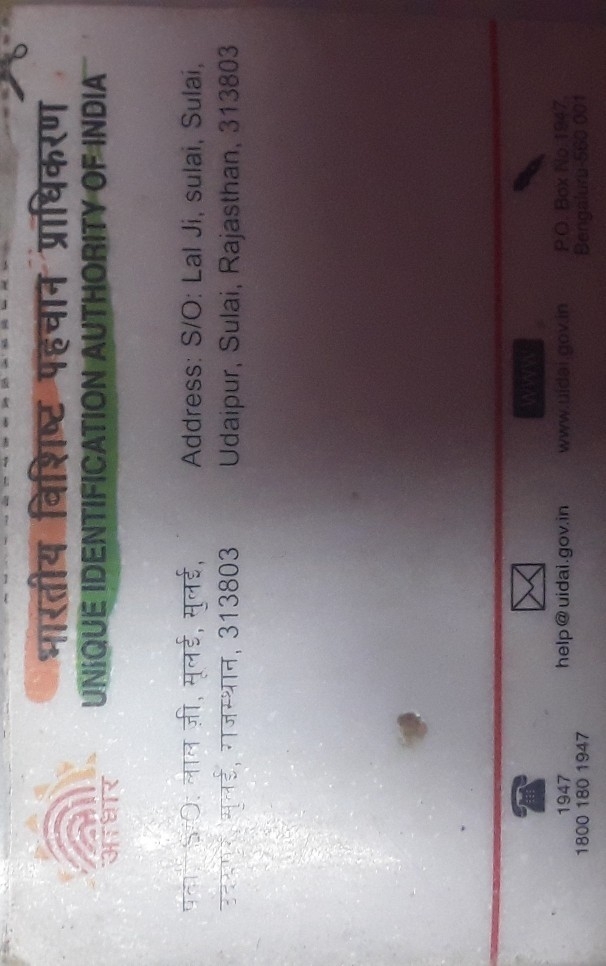 भारतीय विशिष्ट पहचान प्राधिकरण
UNIQUE IDENTIFICATION AUTHORITY OF INDIA
आधार
पता: S/O: लाल जी, सुलई, सुलई,
उदयपुर, सुलई, राजस्थान, 313803
Address: S/O: Lal Ji, sulai, Sulai,
Udaipur, Sulai, Rajasthan, 313803
1947
1800 180 1947
help@uidai.gov.in
WWW
www.uidai.gov.in
P.O. Box No.1947,
Bengaluru-560 001